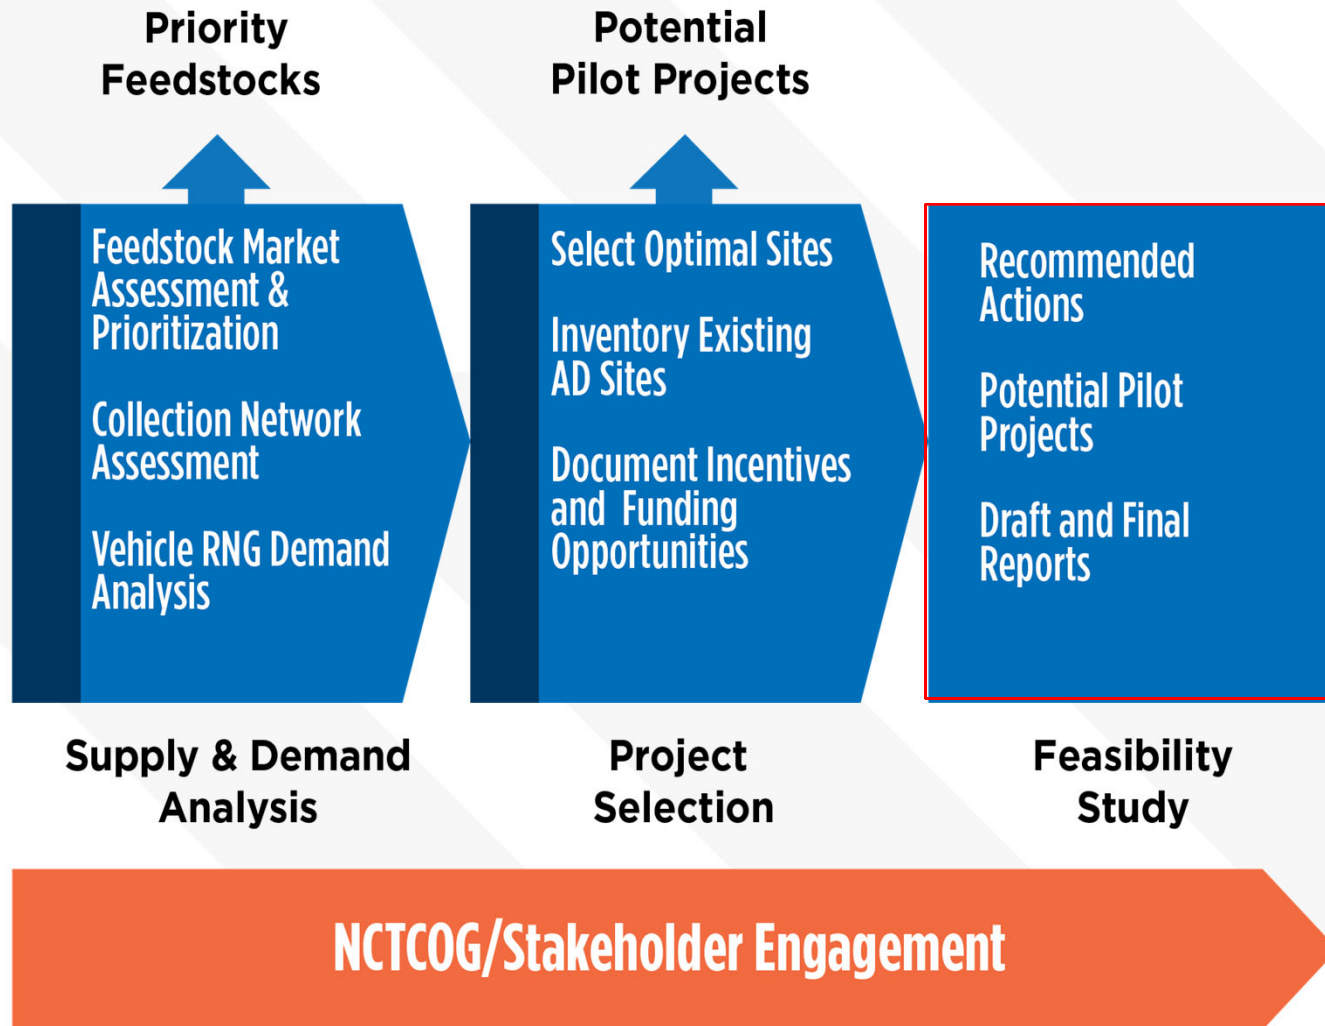 Priority
Feedstocks
Potential
Pilot Projects
Feedstock Market
Assessment &
Prioritization
Collection Network
Assessment
Vehicle RNG Demand
Analysis
Select Optimal Sites
Inventory Existing
AD Sites
Document Incentives
and Funding
Opportunities
Recommended
Actions
Potential Pilot
Projects
Draft and Final
Reports
Supply & Demand
Analysis
Project
Selection
Feasibility
Study
NCTCOG/Stakeholder Engagement